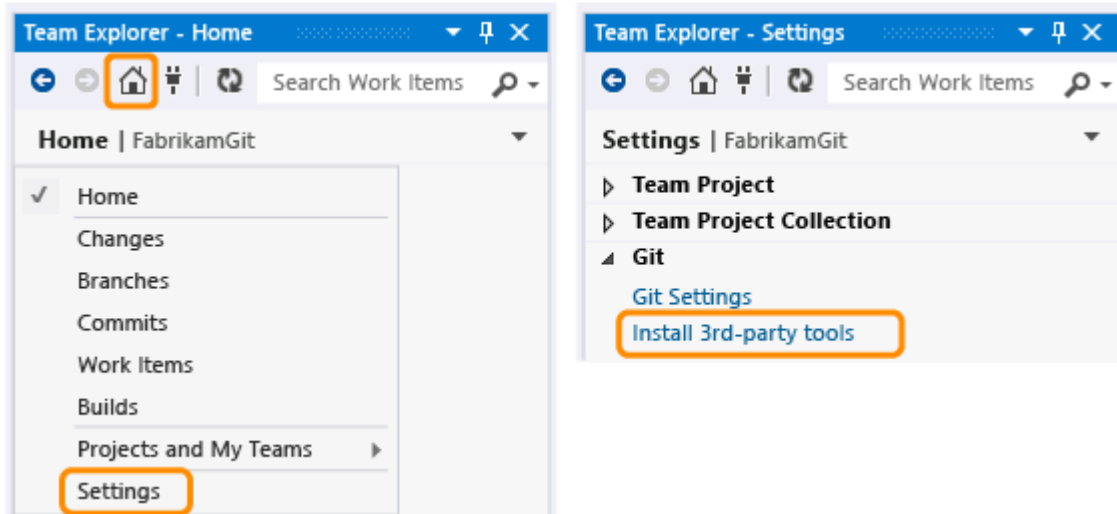 Team Explorer - Home
Search Work Items
Home | FabrikamGit
Home
Changes
Branches
Commits
Work Items
Builds
Projects and My Teams
Settings
Team Explorer - Settings
Search Work Items
Settings | FabrikamGit
Team Project
Team Project Collection
Git
Git Settings
Install 3rd-party tools